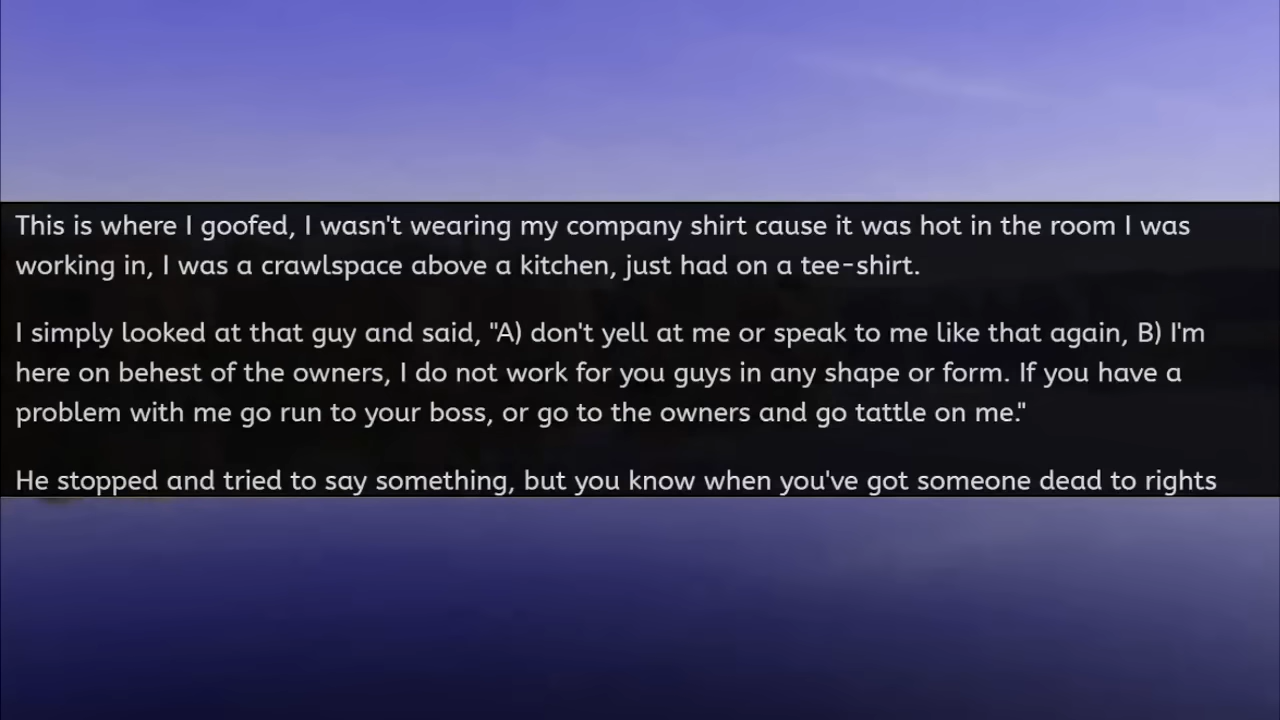 This is where I goofed, I wasn't wearing my company shirt cause it was hot in the room I was
working in, I was a crawlspace above a kitchen, just had on a tee-shirt.
I simply looked at that guy and said, "A) don't yell at me or speak to me like that again, B) I'm
here on behest of the owners, I do not work for you guys in any shape or form. If you have a
problem with me go run to your boss, or go to the owners and go tattle on me."
He stopped and tried to say something, but you know when you've got someone dead to rights